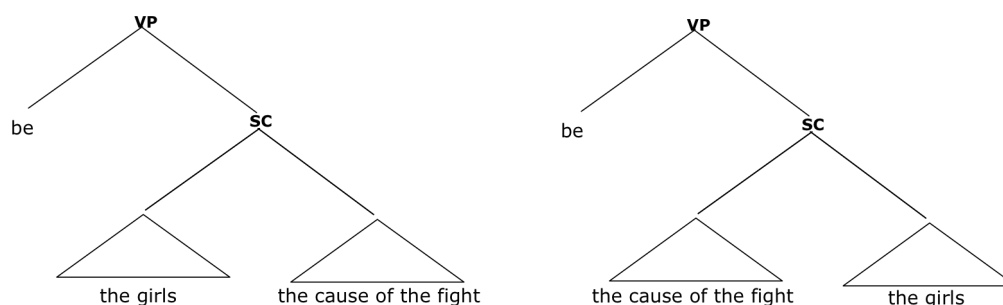 VP
be
SC
the girls
the cause of the fight
VP
be
SC
the cause of the fight
the girls